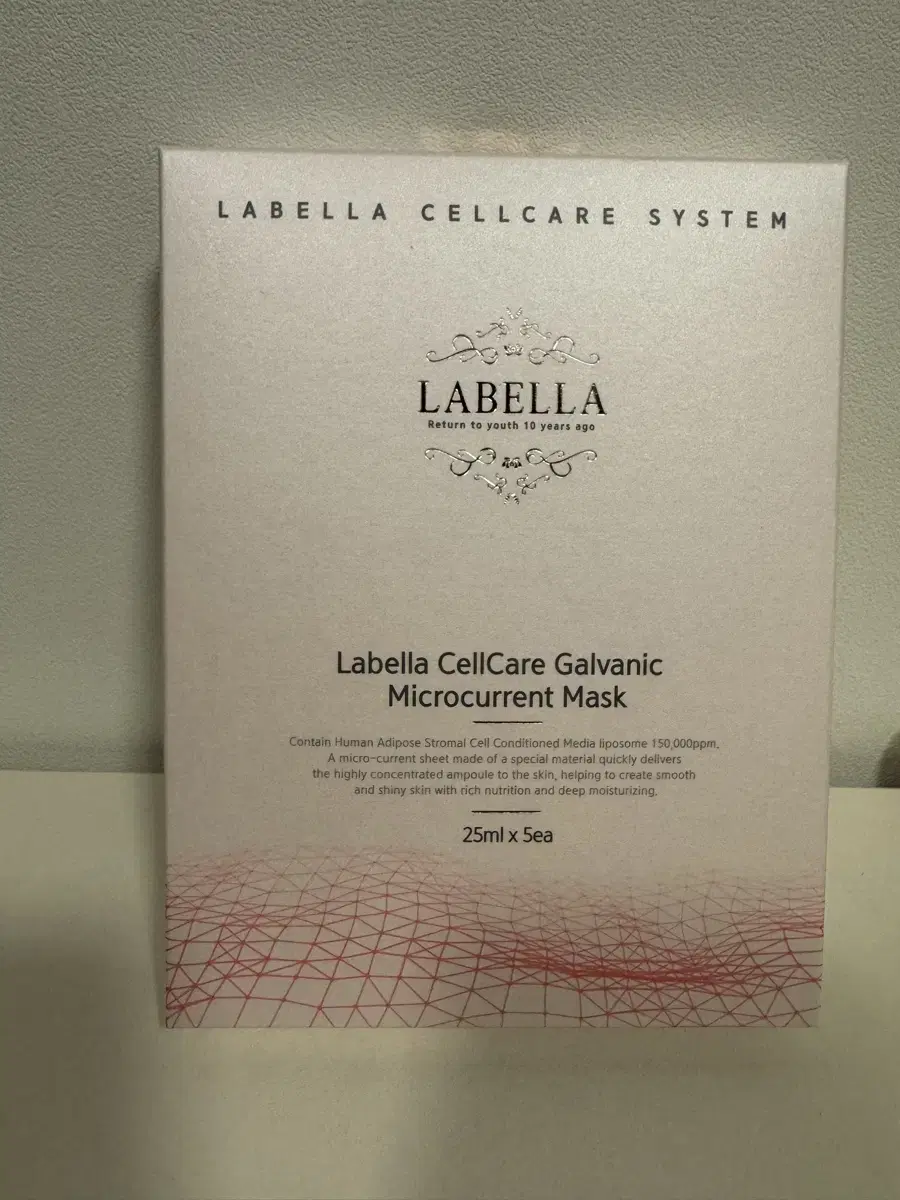 LABELLA CELLCARE SYSTEM
LABELLA
Return to youth 10 years ago
Labella CellCare Galvanic
Microcurrent Mask
Contain Human Adipose Stromal Cell Conditioned Media liposome 150,000ppm.
A micro-current sheet made of a special material quickly delivers
the highly concentrated ampoule to the skin, helping to create smooth
and shiny skin with rich nutrition and deep moisturizing.
25ml x 5ea